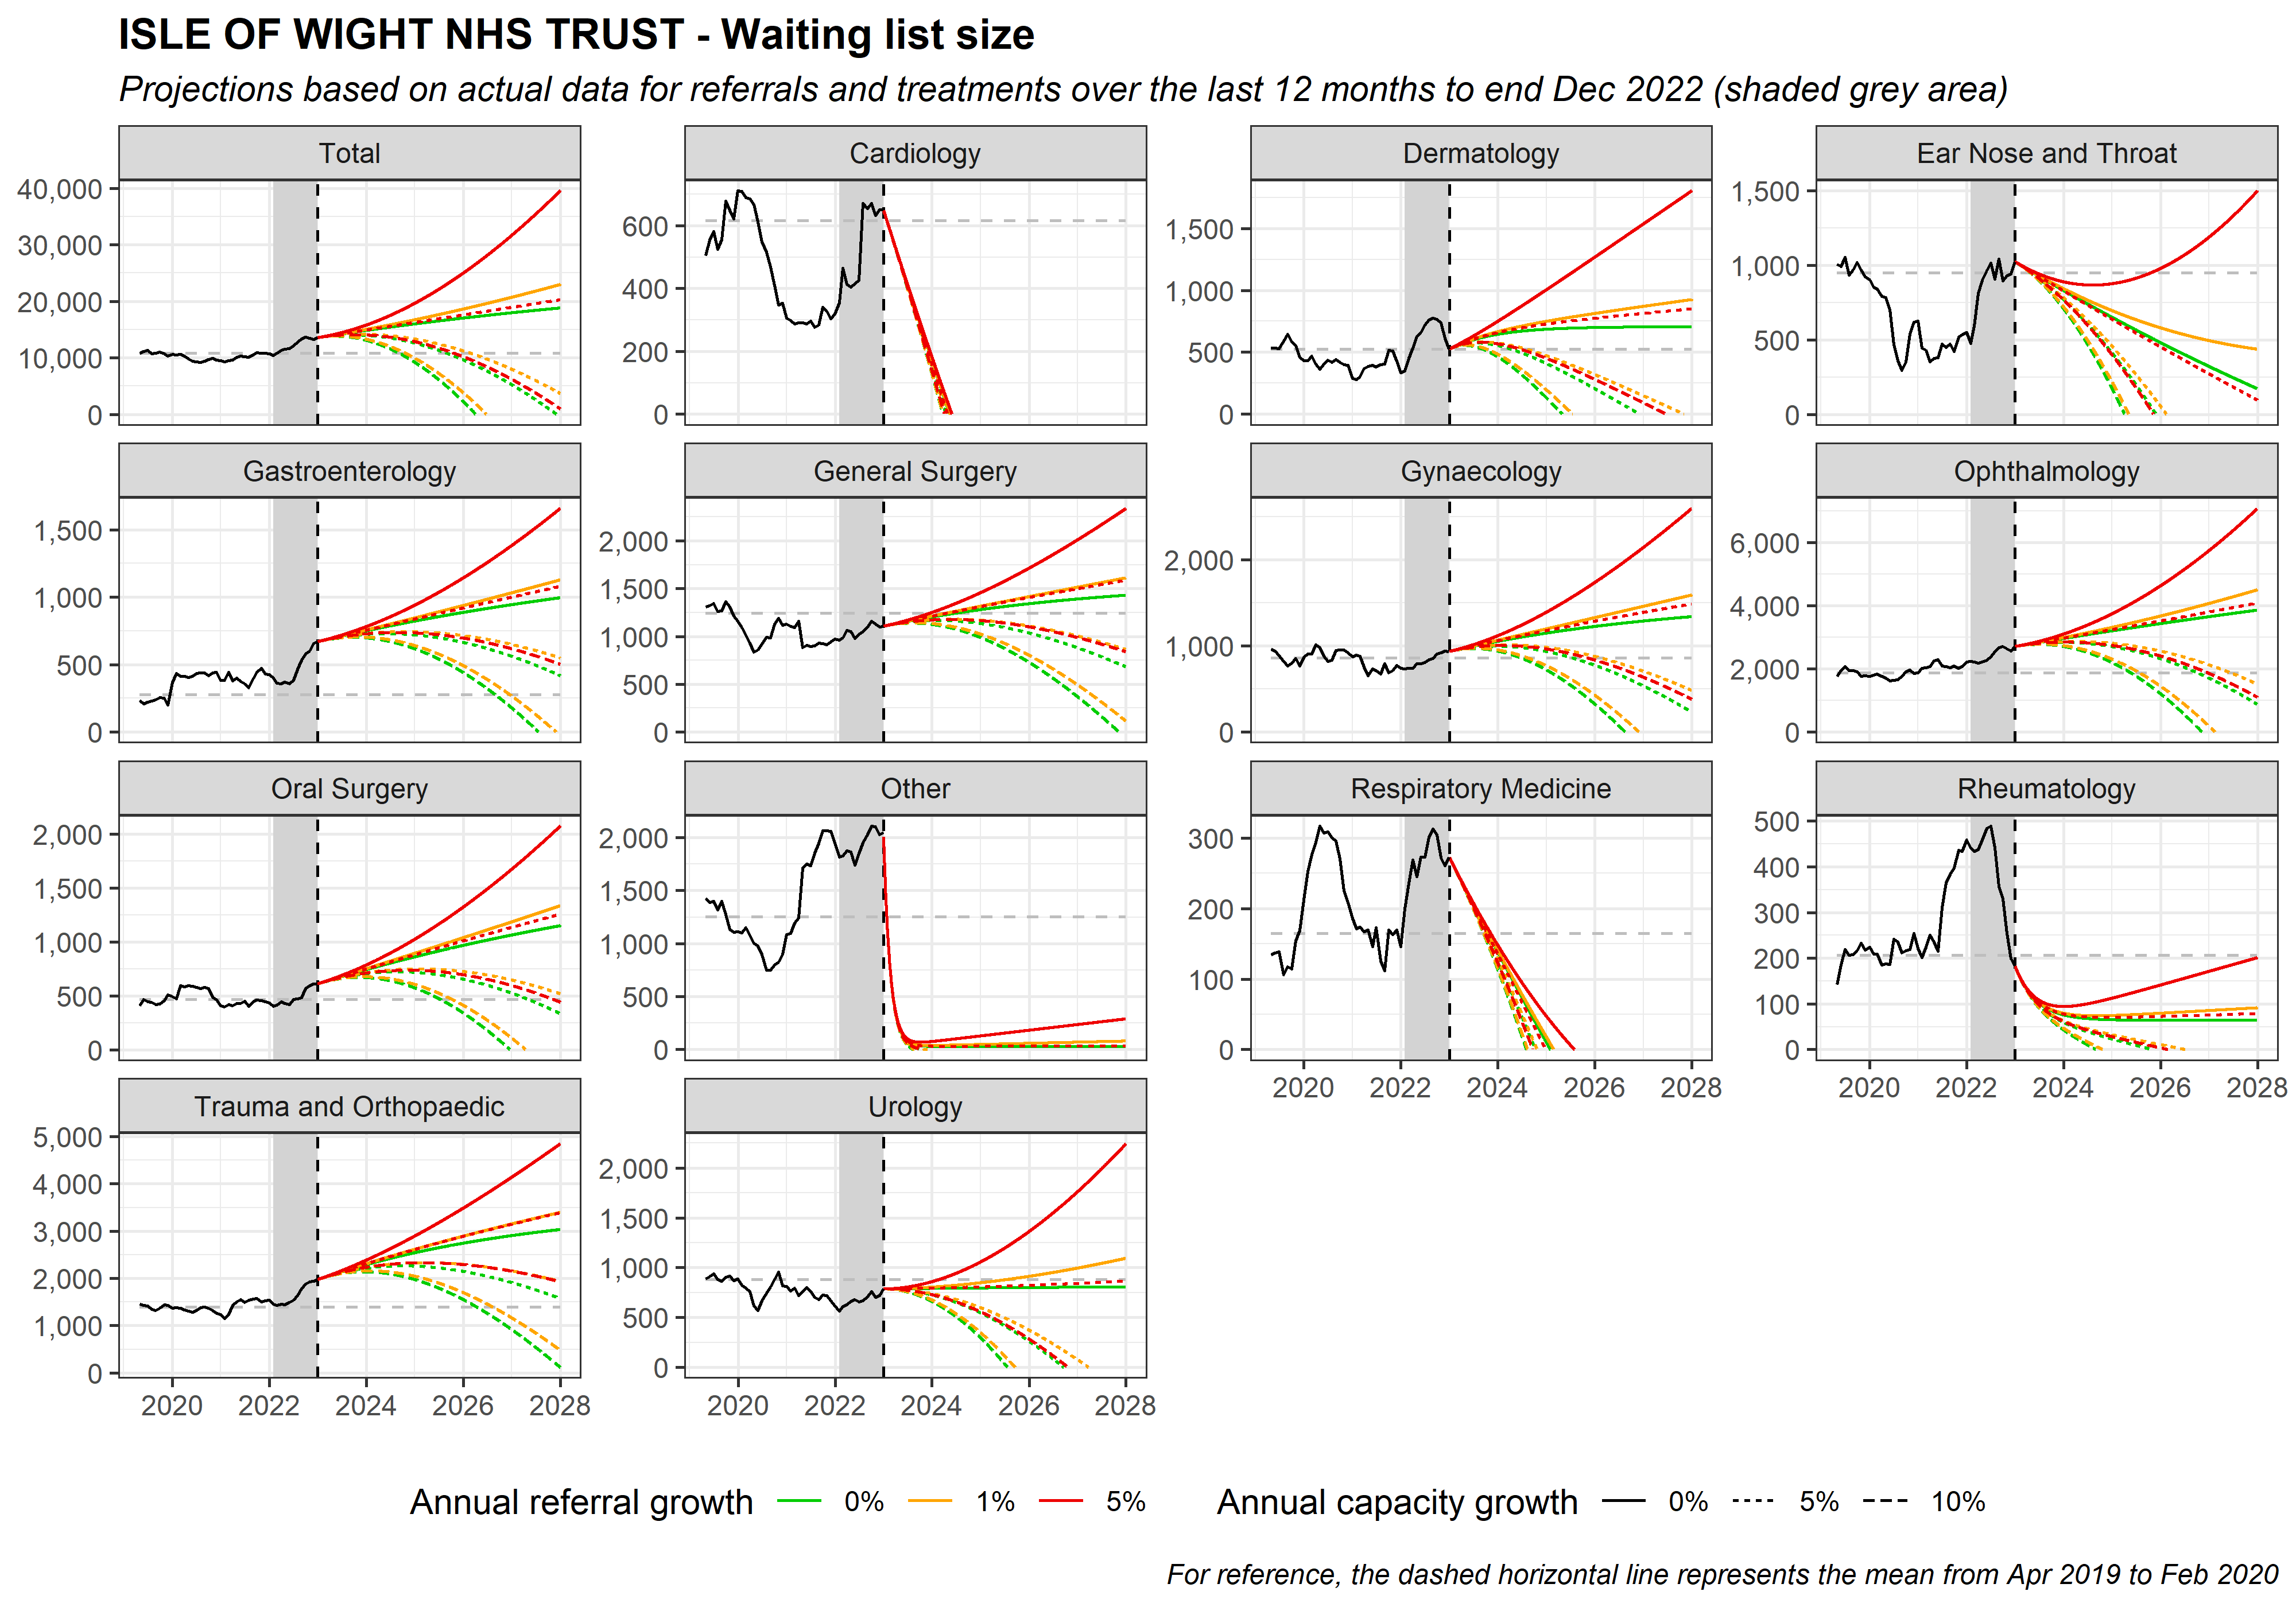 ISLE OF WIGHT NHS TRUST - Waiting list size
Projections based on actual data for referrals and treatments over the last 12 months to end Dec 2022 (shaded grey area)
Total
40,000
30,000
20,000
10,000
0
Cardiology
600
400
200
0
Dermatology
1,500
1,000
500
0
Ear Nose and Throat
1,500
1,000
500
0
Gastroenterology
1,500
1,000
500
0
General Surgery
2,000
1,500
1,000
500
0
Gynaecology
2,000
1,000
0
Ophthalmology
6,000
4,000
2,000
0
Oral Surgery
2,000
1,500
1,000
500
0
Other
2,000
1,500
1,000
500
0
Respiratory Medicine
300
200
100
0
2020 2022 2024 2026 2028
Rheumatology
500
400
300
200
100
0
2020 2022 2024 2026 2028
Trauma and Orthopaedic
5,000
4,000
3,000
2,000
1,000
0
2020 2022 2024 2026 2028
Urology
2,000
1,500
1,000
500
0
2020 2022 2024 2026 2028
Annual referral growth 0% 1% 5% Annual capacity growth 0% 5% 10%
For reference, the dashed horizontal line represents the mean from Apr 2019 to Feb 2020